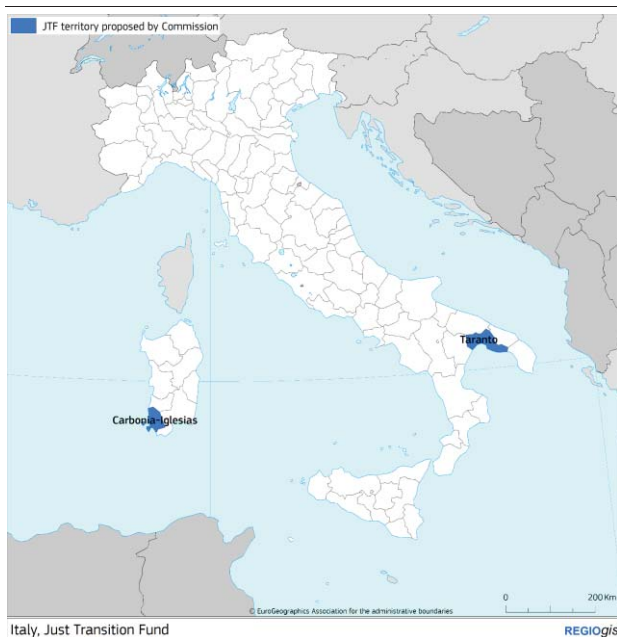 JTF territory proposed by Commission
Taranto
Carbopia-Iglesias
0 200 Km
© EuroGeographics Association for the administrative boundaries
Italy, Just Transition Fund
REGIOgis